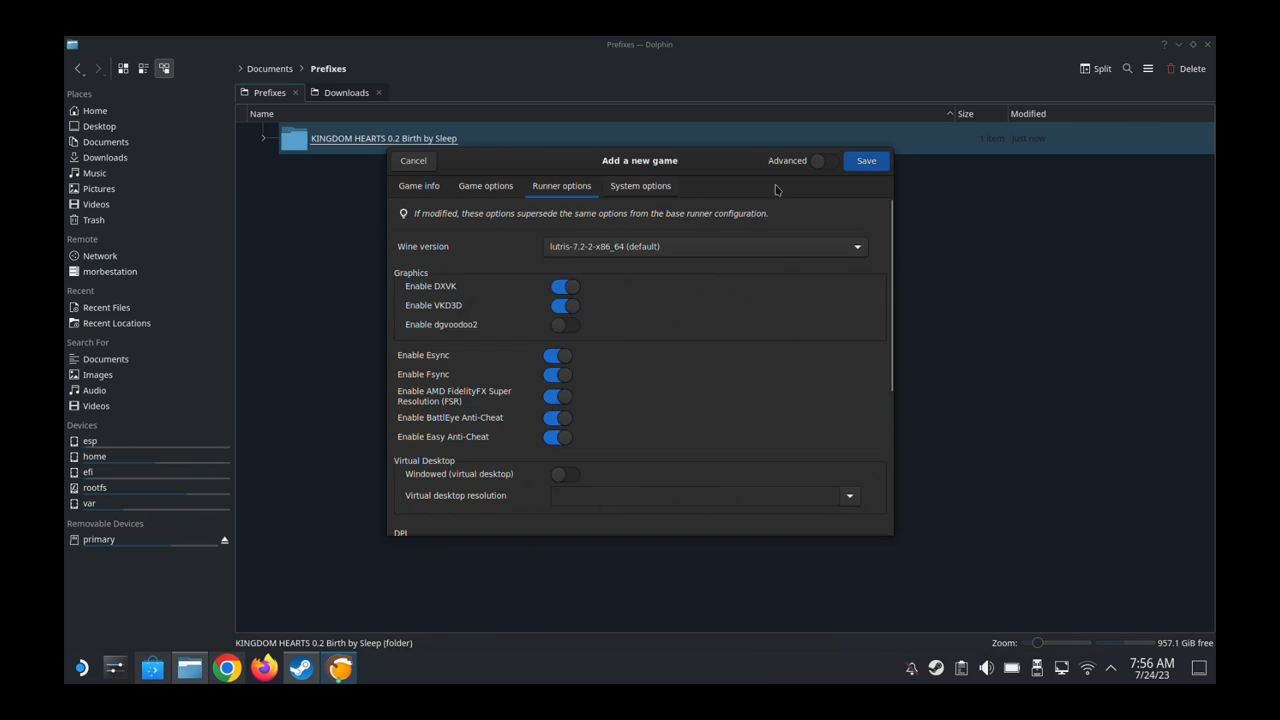 Prefixes — Dolphin
Documents
Prefixes
Split
Delete
Places
Home
Desktop
Documents
Downloads
Music
Pictures
Videos
Trash
Remote
Network
morbestation
Recent
Recent Files
Recent Locations
Search For
Documents
Images
Audio
Videos
Devices
esp
home
efi
rootfs
var
Removable Devices
primary
Prefixes
Downloads
Name
Size
Modified
KINGDOM HEARTS 0.2 Birth by Sleep
1 item
just now
Cancel
Add a new game
Advanced
Save
Game info
Game options
Runner options
System options
If modified, these options supersede the same options from the base runner configuration.
Wine version
lutris-7.2-2-x86_64 (default)
Graphics
Enable DXVK
Enable VKD3D
Enable dgvoodoo2
Enable Esync
Enable Fsync
Enable AMD FidelityFX Super
Resolution (FSR)
Enable BattlEye Anti-Cheat
Enable Easy Anti-Cheat
Virtual Desktop
Windowed (virtual desktop)
Virtual desktop resolution
DPI
KINGDOM HEARTS 0.2 Birth by Sleep (folder)
Zoom:
957.1 GiB free
7:56 AM
7/24/23